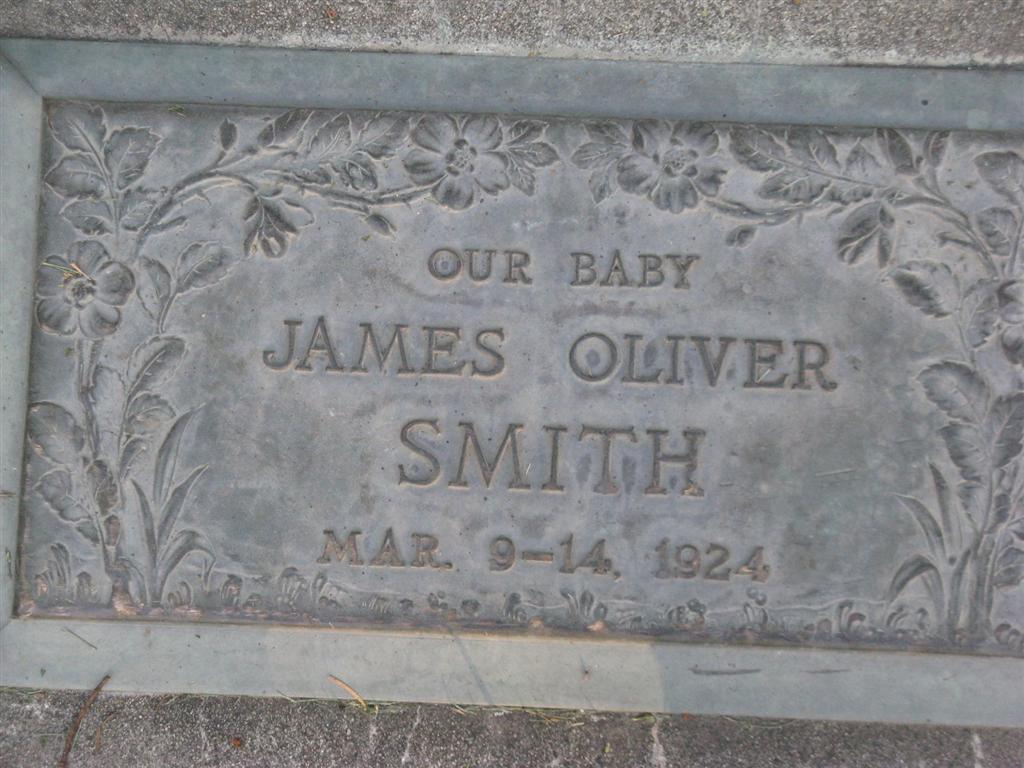 OUR BABY
JAMES OLIVER
SMITH
MAR. 9-14, 1924